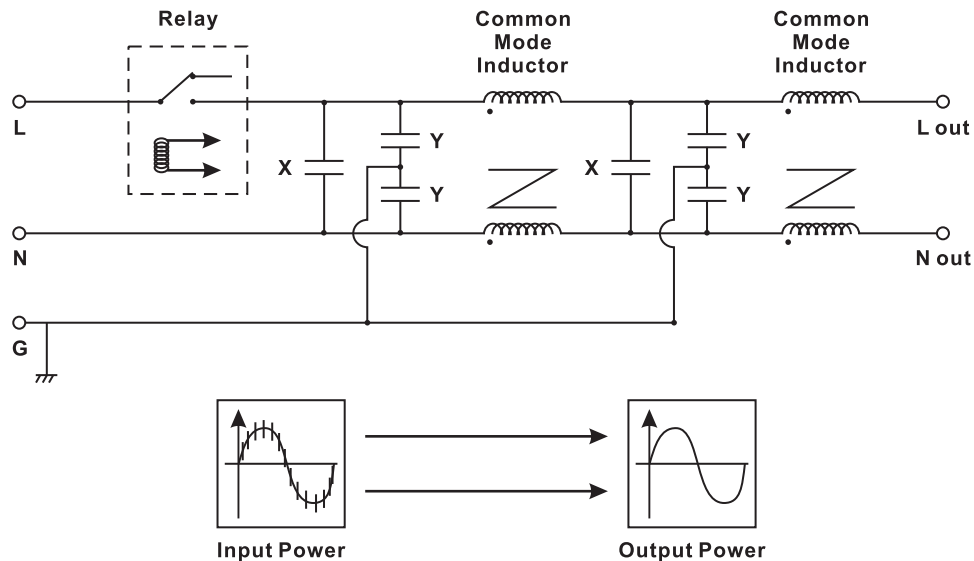 Relay
Common
Mode
Inductor
Common
Mode
Inductor
L
L out
X
Y
Y
X
Y
Y
N
N out
G
Input Power
Output Power